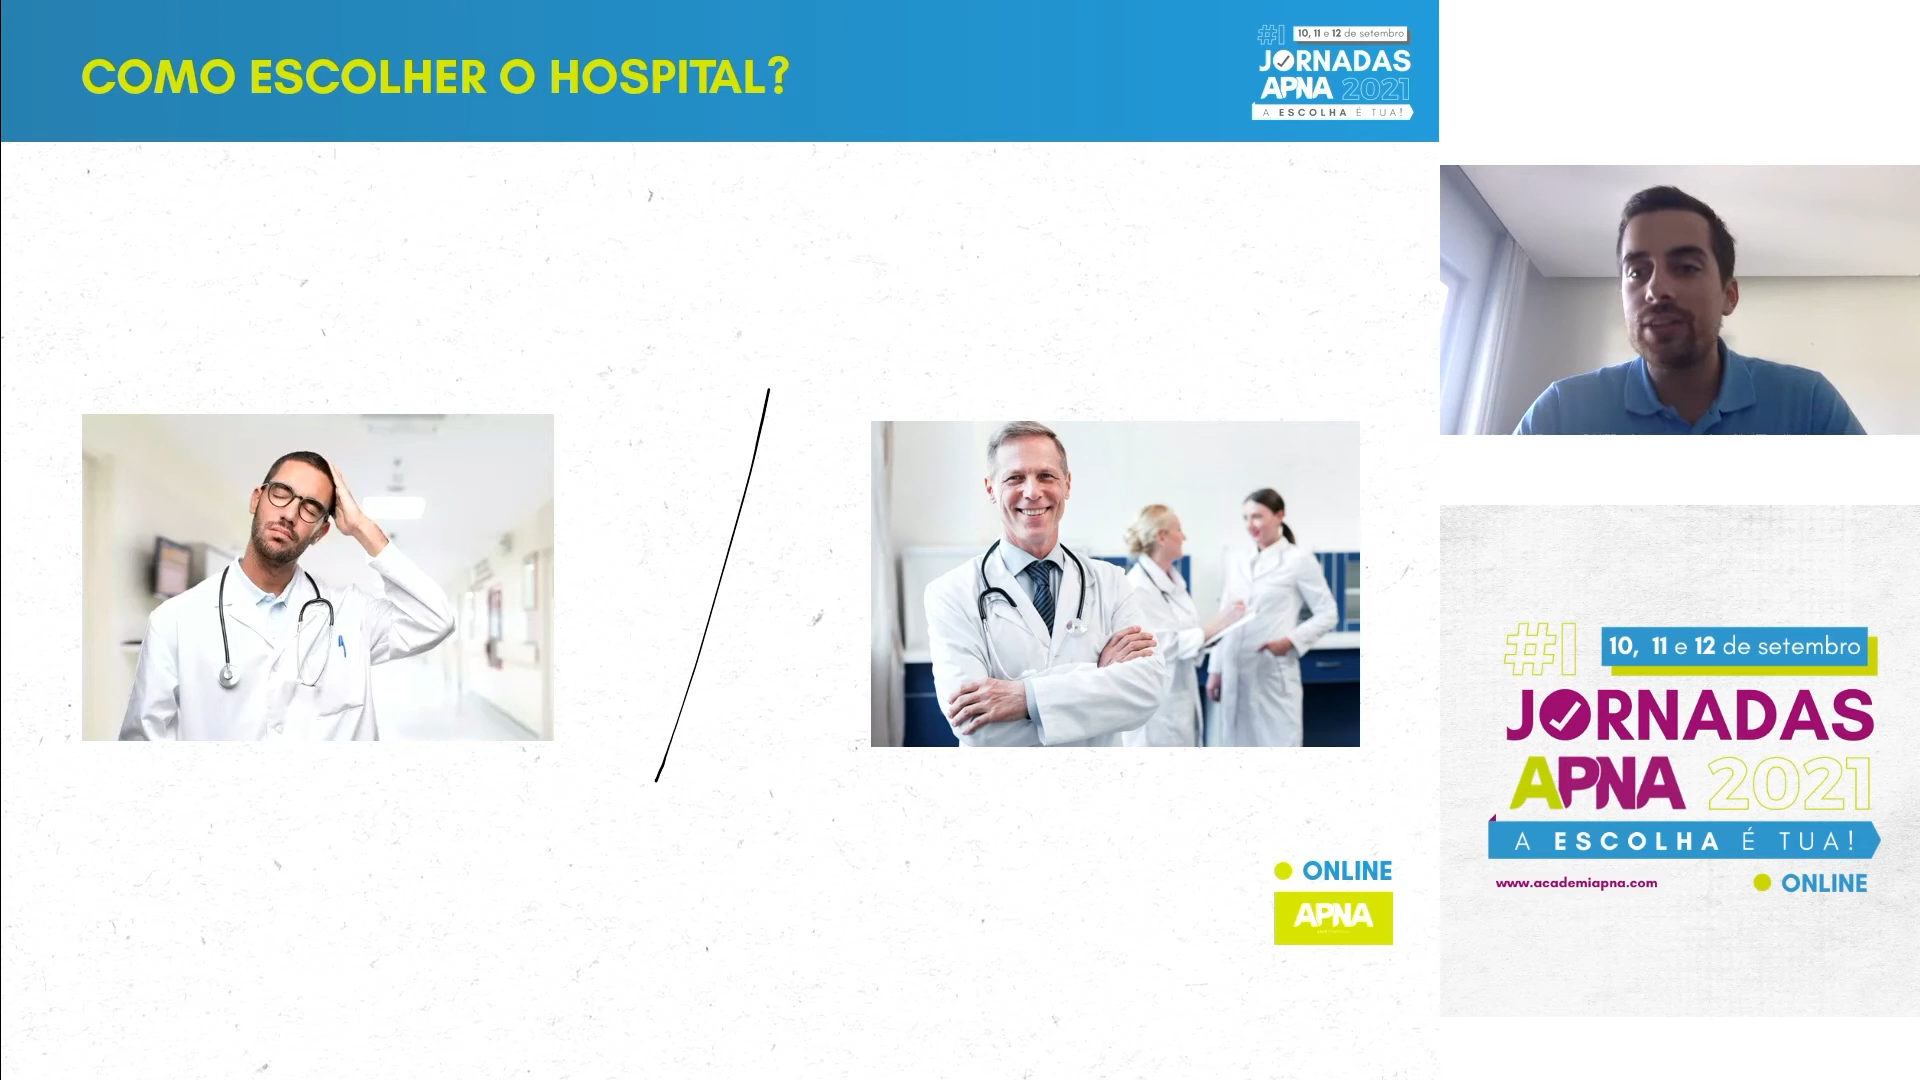 COMO ESCOLHER O HOSPITAL?
#1 10, 11 e 12 de setembro
JORNADAS
APNA 2021
A ESCOLHA É TUA!
ONLINE
APNA
#1 10, 11 e 12 de setembro
JORNADAS
APNA 2021
A ESCOLHA É TUA!
www.academiapna.com ONLINE